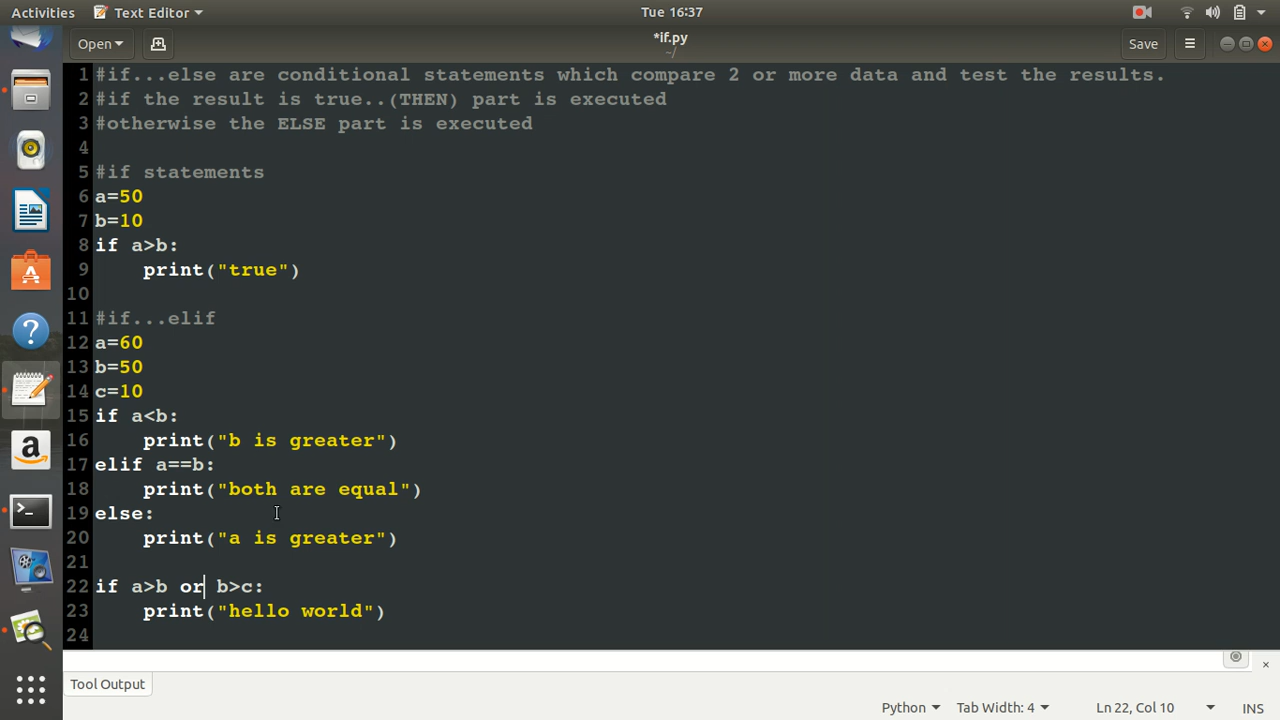 Activities Text Editor Tue 16:37
Open *if.py Save
~/
1 #if...else are conditional statements which compare 2 or more data and test the results.
2 #if the result is true..(THEN) part is executed
3 #otherwise the ELSE part is executed
4
5 #if statements
6 a=50
7 b=10
8 if a>b:
9 print("true")
10
11 #if...elif
12 a=60
13 b=50
14 c=10
15 if a<b:
16 print("b is greater")
17 elif a==b:
18 print("both are equal")
19 else:
20 print("a is greater")
21
22 if a>b or b>c:
23 print("hello world")
24
Tool Output
Python Tab Width: 4 Ln 22, Col 10 INS